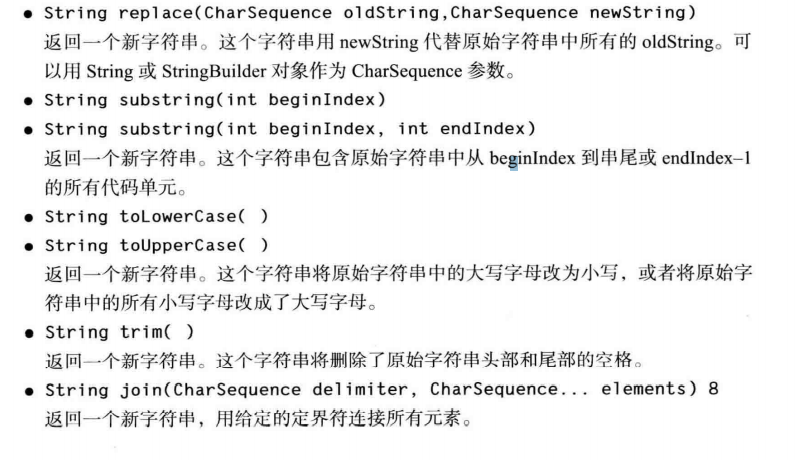 • String replace(CharSequence oldString,CharSequence newString)
返回一个新字符串。这个字符串用 newString 代替原始字符串中所有的 oldString。可
以用 String 或 StringBuilder 对象作为 CharSequence 参数。
• String substring(int beginIndex)
• String substring(int beginIndex, int endIndex)
返回一个新字符串。这个字符串包含原始字符串中从 beginIndex 到串尾或 endIndex–1
的所有代码单元。
• String toLowerCase( )
• String toUpperCase( )
返回一个新字符串。这个字符串将原始字符串中的大写字母改为小写，或者将原始字
符串中的所有小写字母改成了大写字母。
• String trim( )
返回一个新字符串。这个字符串将删除了原始字符串头部和尾部的空格。
• String join(CharSequence delimiter, CharSequence... elements) 8
返回一个新字符串，用给定的定界符连接所有元素。